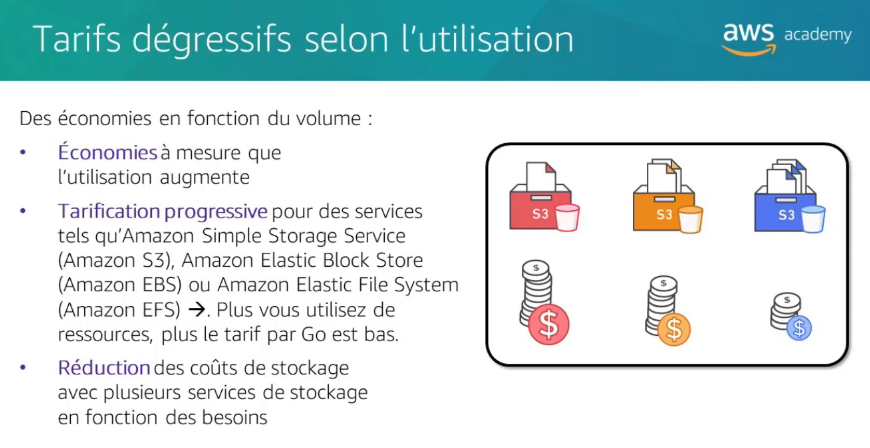 Tarifs dégressifs selon l'utilisation
aws academy
Des économies en fonction du volume :
• Économies à mesure que
l'utilisation augmente
• Tarification progressive pour des services
tels qu'Amazon Simple Storage Service
(Amazon S3), Amazon Elastic Block Store
(Amazon EBS) ou Amazon Elastic File System
(Amazon EFS) →. Plus vous utilisez de
ressources, plus le tarif par Go est bas.
• Réduction des coûts de stockage
avec plusieurs services de stockage
en fonction des besoins
S3 S3 S3
$ $ $
$ $ $